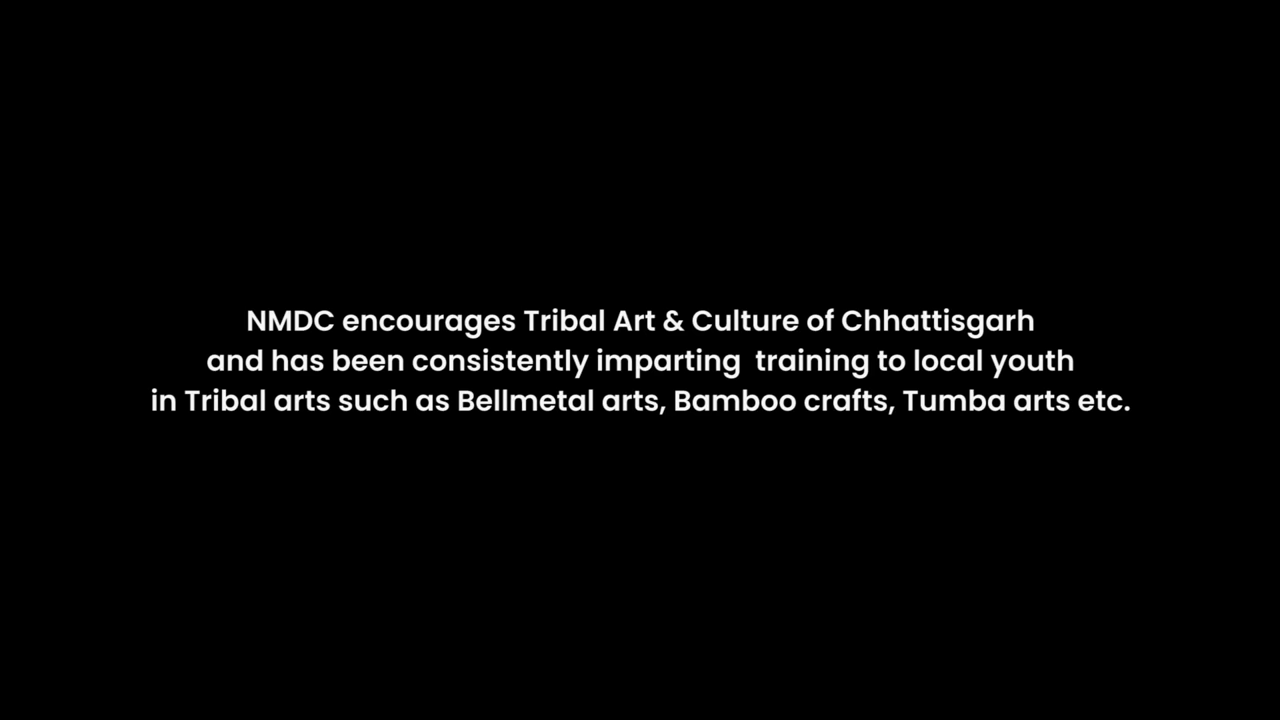 NMDC encourages Tribal Art & Culture of Chhattisgarh
and has been consistently imparting  training to local youth
in Tribal arts such as Bellmetal arts, Bamboo crafts, Tumba arts etc.